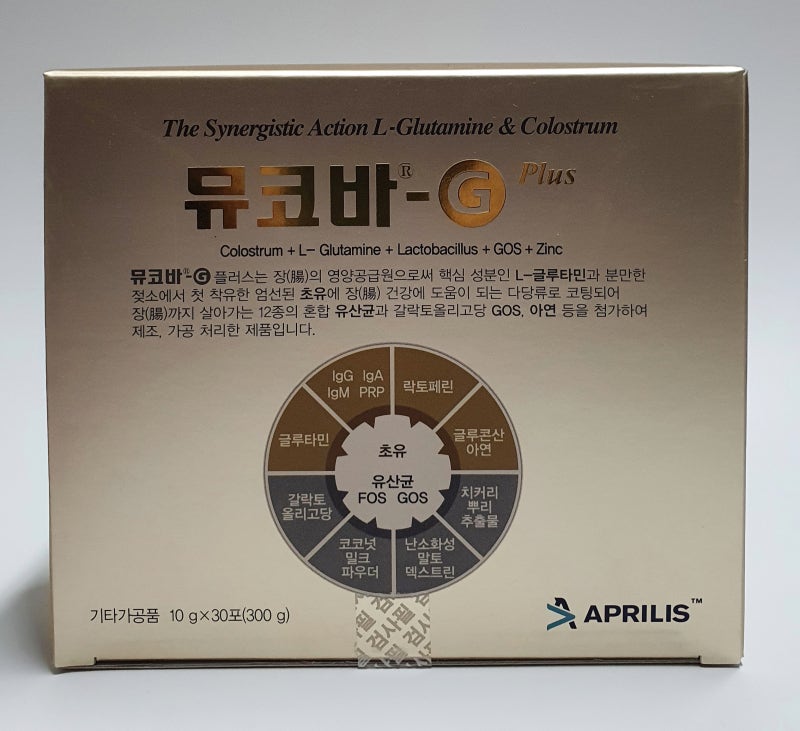 The Synergistic Action L-Glutamine & Colostrum
뮤코바®-G Plus
Colostrum + L- Glutamine + Lactobacillus + GOS + Zinc
뮤코바®-G 플러스는 장(腸)의 영양공급원으로써 핵심 성분인 L-글루타민과 분만한
젖소에서 첫 착유한 엄선된 초유에 장(腸) 건강에 도움이 되는 다당류로 코팅되어
장(腸)까지 살아가는 12종의 혼합 유산균과 갈락토올리고당 GOS, 아연 등을 첨가하여
제조, 가공 처리한 제품입니다.
IgG IgA
IgM PRP
락토페린
글루타민
글루콘산
아연
초유
유산균
FOS GOS
갈락토
올리고당
치커리
뿌리
추출물
코코넛
밀크
파우더
난소화성
말토
덱스트린
기타가공품 10 g×30포(300 g)
APRILIS™
검사필